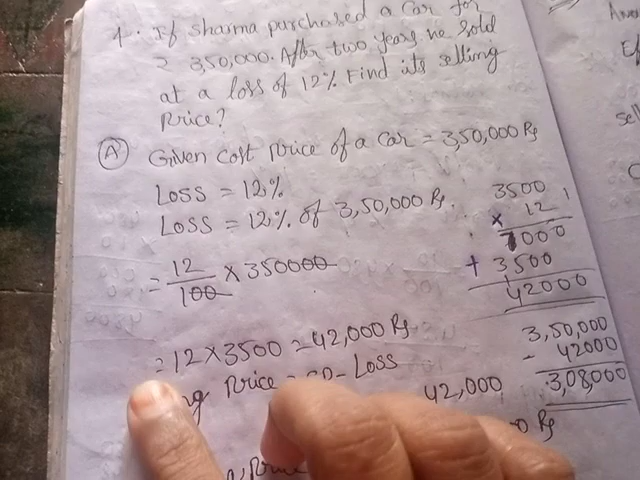 4. If sharma purchased a car for
= 3,50,000. After two years he sold
at a loss of 12% Find its selling
Price?
A Given cost price of a car = 3,50,000 Rs
Loss = 12%
Loss = 12% of 3,50,000 Rs.
= 12/100 × 350000
= 12 × 3500 = 42,000 Rs
Price = CP - Loss
42,000
Rs
Price
3500
× 12
7000
+ 3500
42000
3,50,000
- 42000
3,08,000
sel